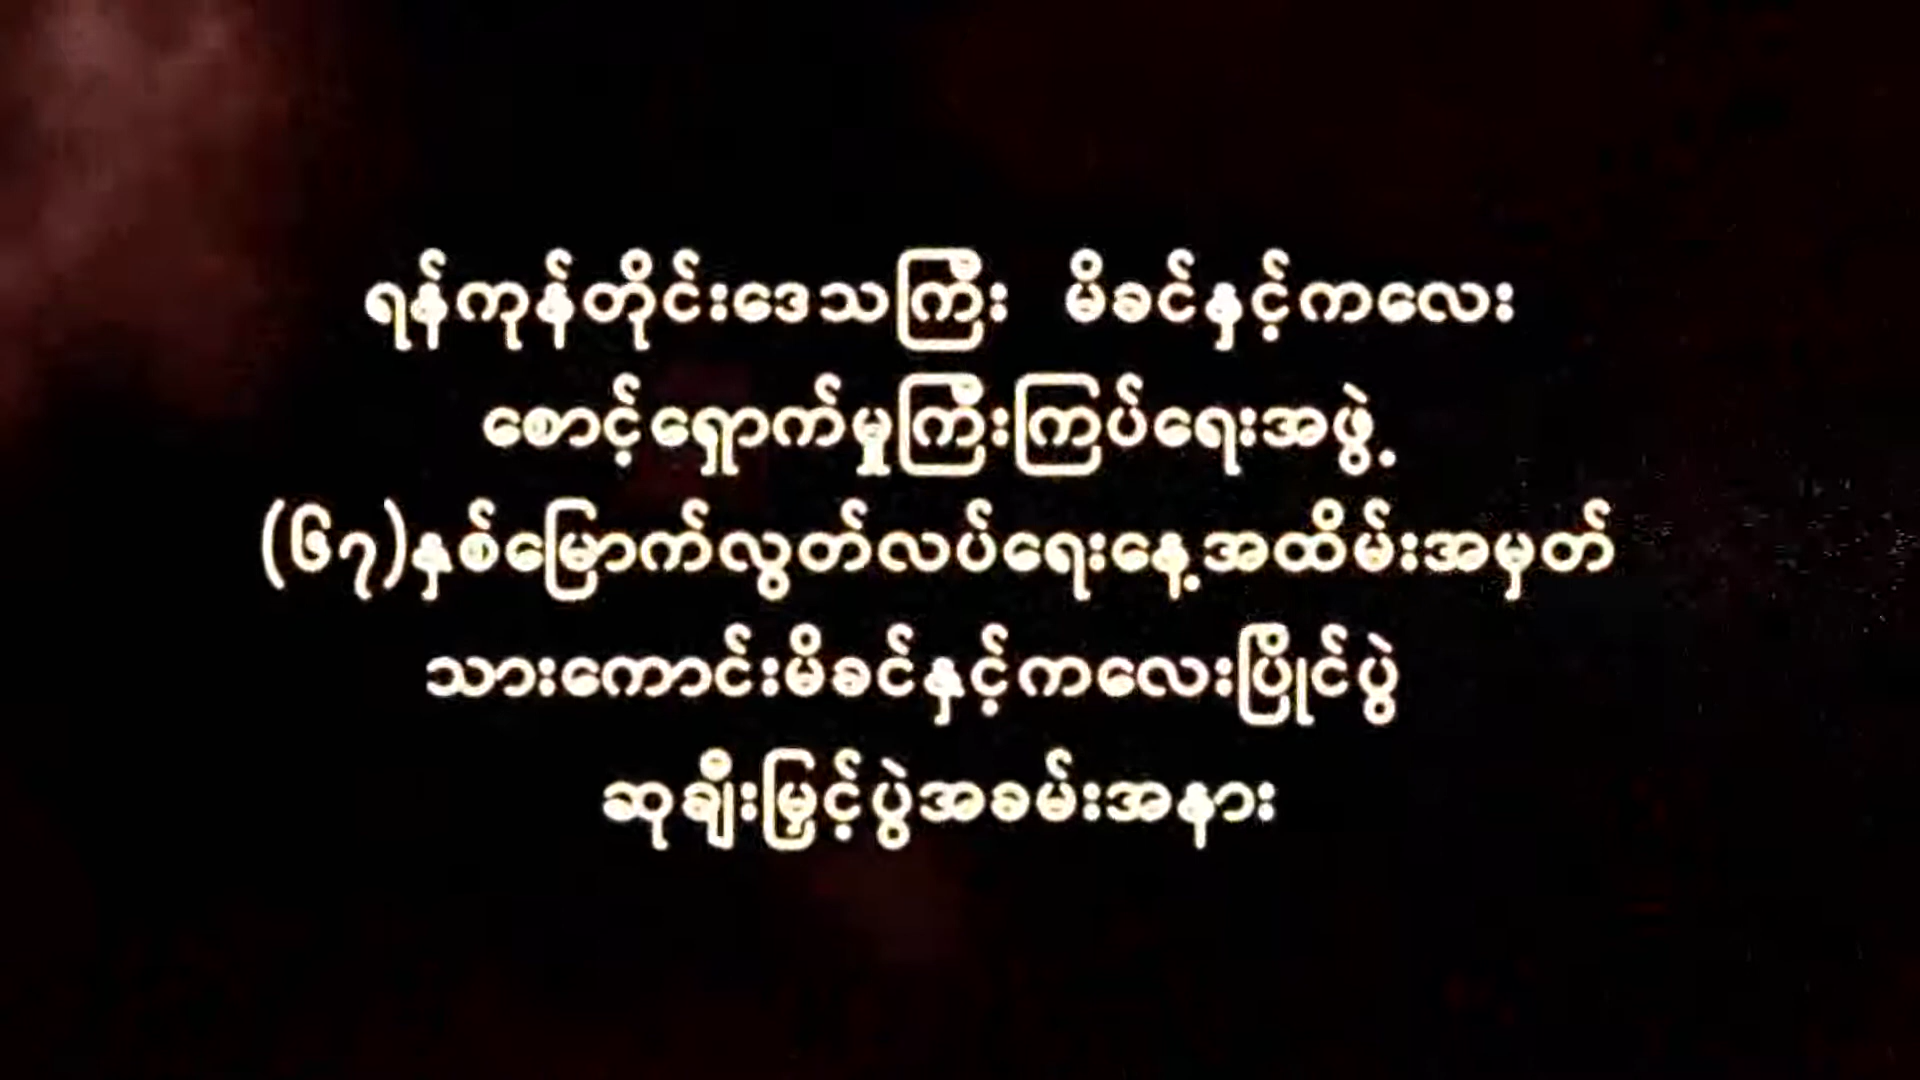 ရန်ကုန်တိုင်းဒေသကြီး မိခင်နှင့်ကလေး
စောင့်ရှောက်မှုကြီးကြပ်ရေးအဖွဲ့
(၆၇)နှစ်မြောက်လွတ်လပ်ရေးနေ့အထိမ်းအမှတ်
သားကောင်းမိခင်နှင့်ကလေးပြိုင်ပွဲ
ဆုချီးမြှင့်ပွဲအခမ်းအနား